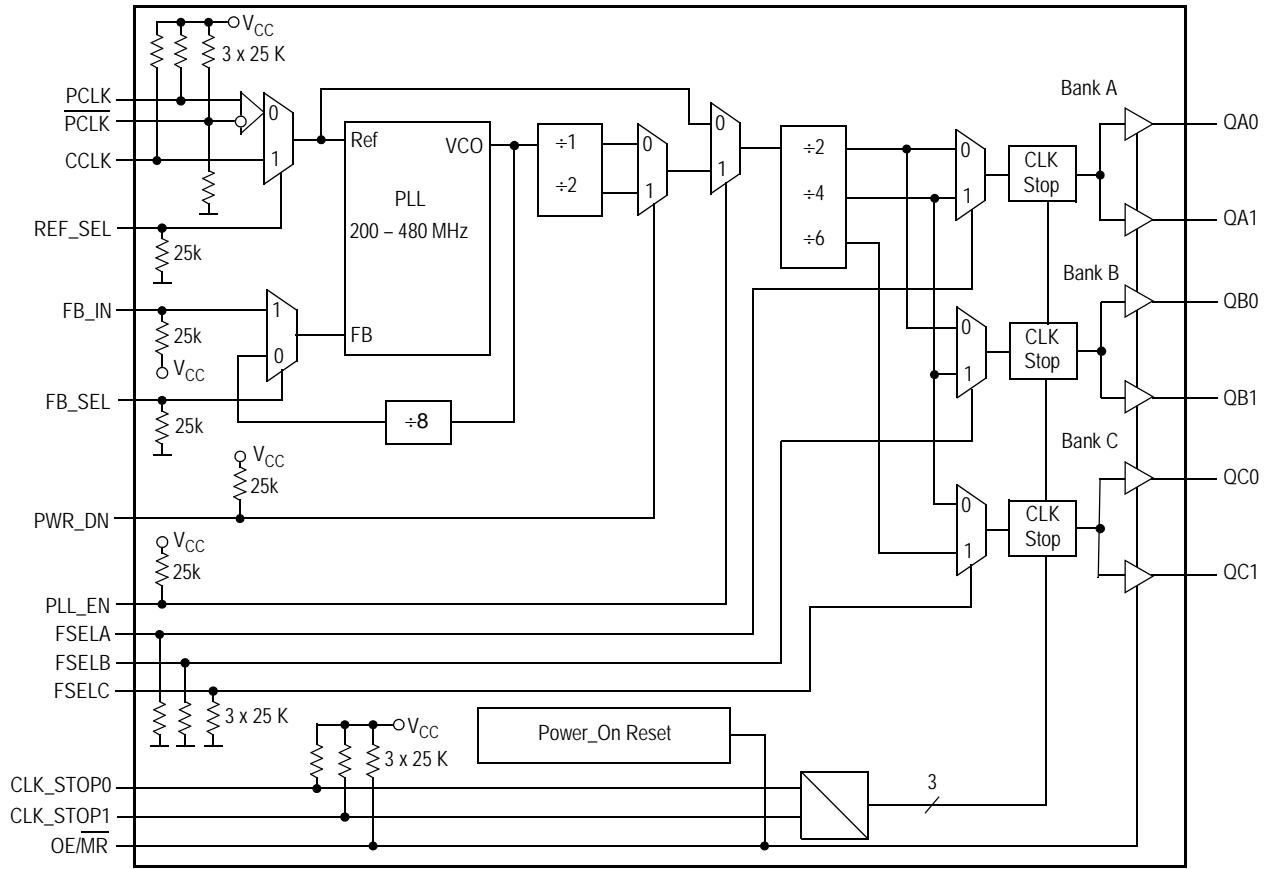 VCC
3 x 25 K
PCLK
PCLK
CCLK
0
1
REF_SEL
25k
Ref
VCO
PLL
200 – 480 MHz
FB
÷1
÷2
0
1
0
1
÷2
÷4
÷6
0
1
CLK
Stop
Bank A
QA0
QA1
FB_IN
25k
VCC
1
0
FB_SEL
25k
÷8
0
1
CLK
Stop
Bank B
QB0
QB1
VCC
25k
PWR_DN
VCC
25k
PLL_EN
0
1
CLK
Stop
Bank C
QC0
QC1
FSELA
FSELB
FSELC
3 x 25 K
VCC
3 x 25 K
Power_On Reset
CLK_STOP0
CLK_STOP1
OE/MR
3